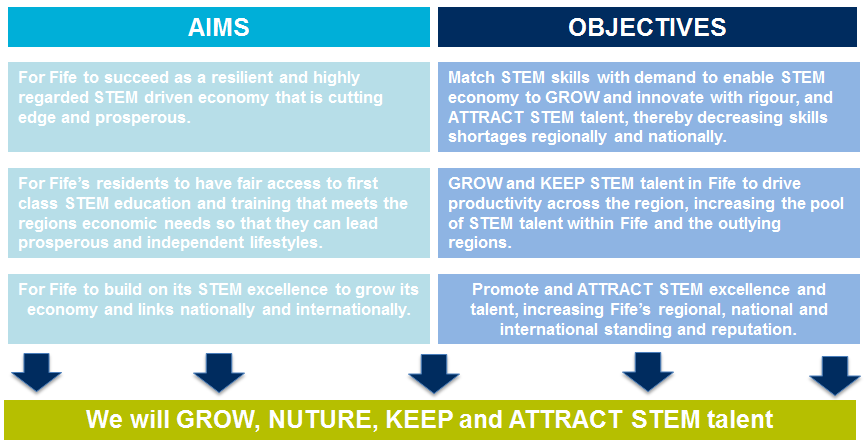 AIMS
OBJECTIVES
For Fife to succeed as a resilient and highly
regarded STEM driven economy that is cutting
edge and prosperous.
Match STEM skills with demand to enable STEM
economy to GROW and innovate with rigour, and
ATTRACT STEM talent, thereby decreasing skills
shortages regionally and nationally.
For Fife’s residents to have fair access to first
class STEM education and training that meets the
regions economic needs so that they can lead
prosperous and independent lifestyles.
GROW and KEEP STEM talent in Fife to drive
productivity across the region, increasing the pool
of STEM talent within Fife and the outlying
regions.
For Fife to build on its STEM excellence to grow its
economy and links nationally and internationally.
Promote and ATTRACT STEM excellence and
talent, increasing Fife’s regional, national and
international standing and reputation.
We will GROW, NUTURE, KEEP and ATTRACT STEM talent